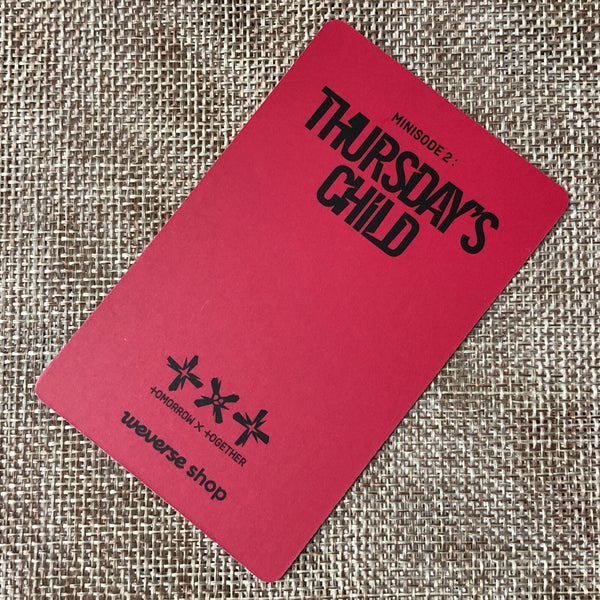 MINISODE 2 :
THURSDAY'S
CHiLD
tOMORROW × tOGEtHER
weverse shop